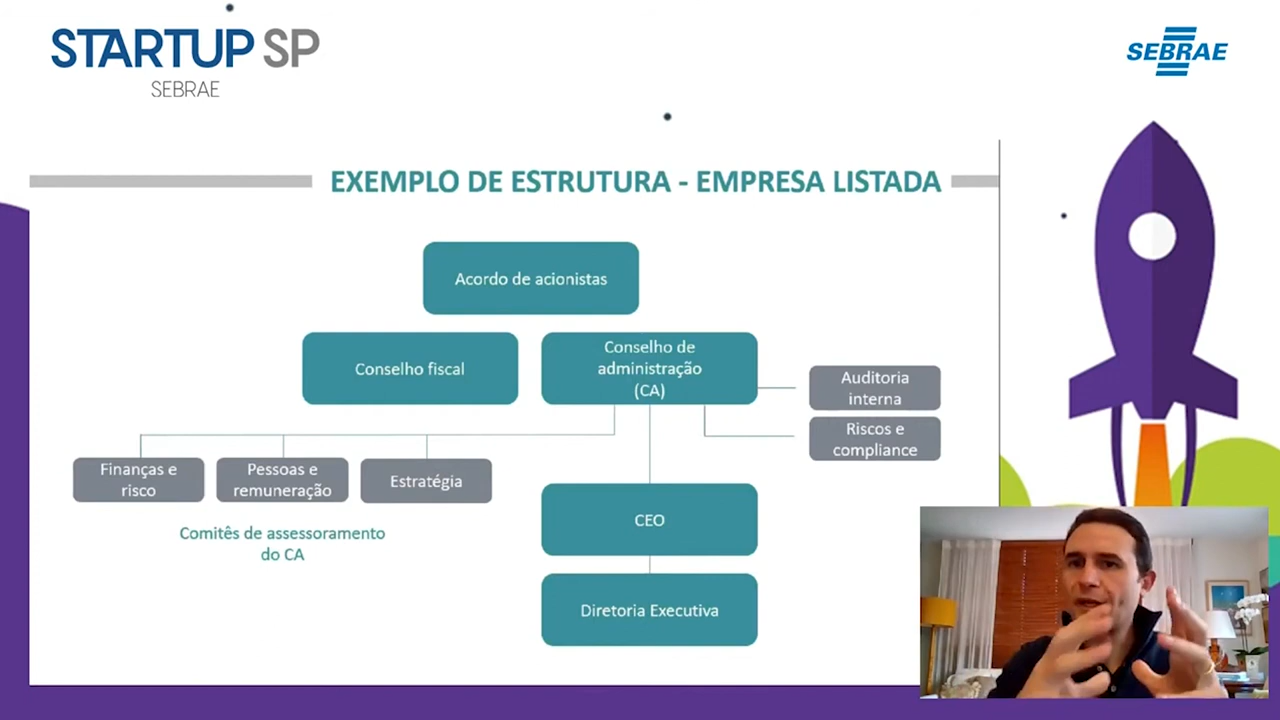 STARTUP SP
SEBRAE
SEBRAE
EXEMPLO DE ESTRUTURA - EMPRESA LISTADA
Acordo de acionistas
Conselho fiscal
Conselho de
administração
(CA)
Auditoria
interna
Riscos e
compliance
Finanças e
risco
Pessoas e
remuneração
Estratégia
Comitês de assessoramento
do CA
CEO
Diretoria Executiva